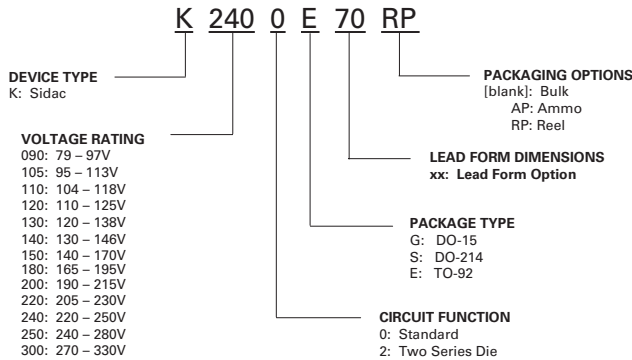 K 240 0 E 70 RP
DEVICE TYPE
K: Sidac
VOLTAGE RATING
090: 79 – 97V
105: 95 – 113V
110: 104 – 118V
120: 110 – 125V
130: 120 – 138V
140: 130 – 146V
150: 140 – 170V
180: 165 – 195V
200: 190 – 215V
220: 205 – 230V
240: 220 – 250V
250: 240 – 280V
300: 270 – 330V
PACKAGING OPTIONS
[blank]: Bulk
AP: Ammo
RP: Reel
LEAD FORM DIMENSIONS
xx: Lead Form Option
PACKAGE TYPE
G: DO-15
S: DO-214
E: TO-92
CIRCUIT FUNCTION
0: Standard
2: Two Series Die